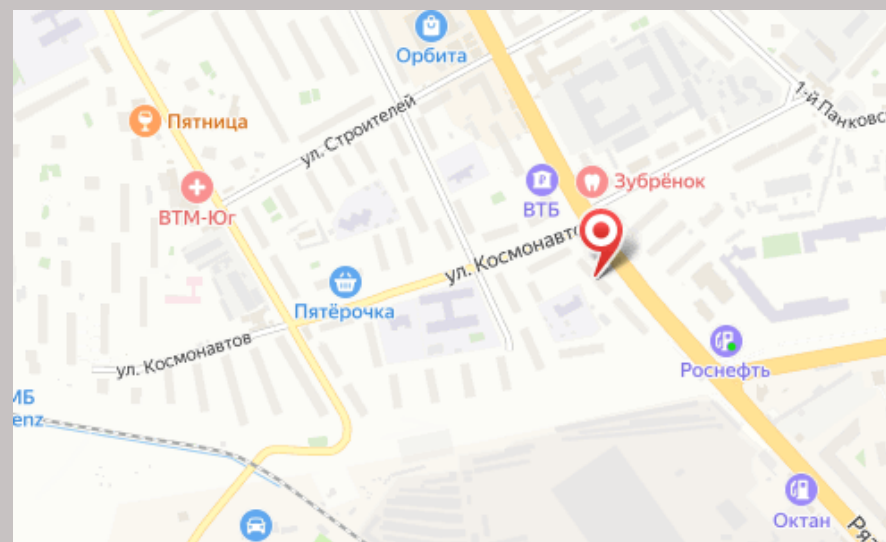 Орбита
ул. Строителей
1-й Панковс
Пятница
ВТМ-Юг
ВТБ
Зубрёнок
ул. Космонавто
Пятёрочка
ул. Космонавтов
Роснефть
МБ
enz
Октан
Ряз